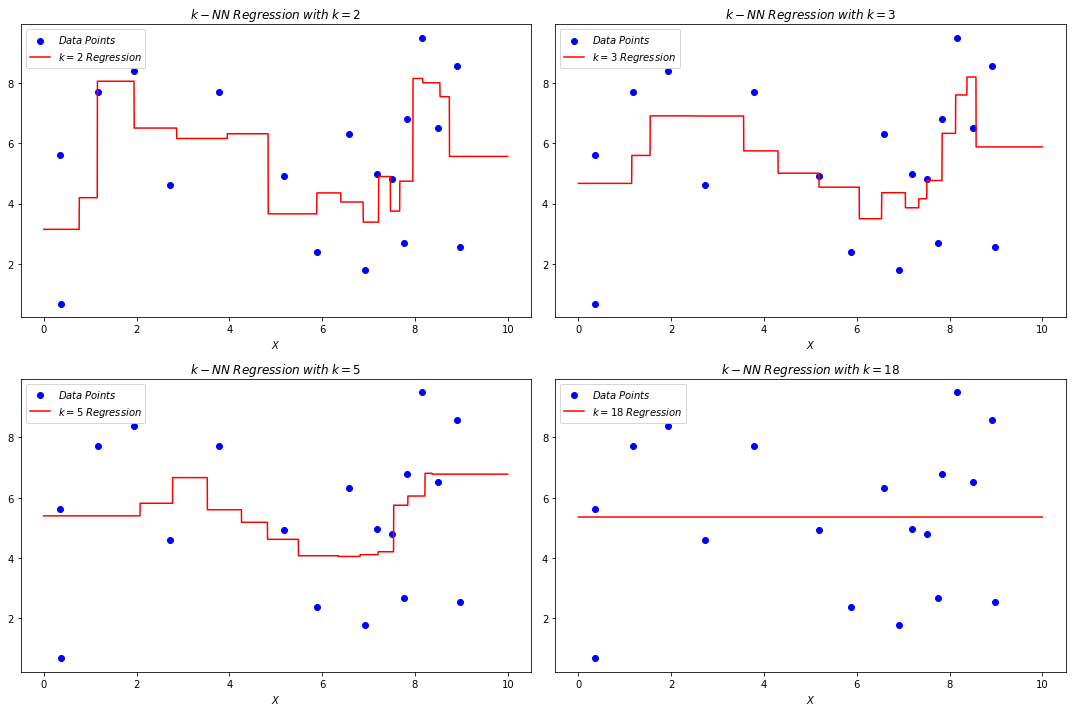 k − NN Regression with k = 2
Data Points
k = 2 Regression
8
6
4
2
0 2 4 6 8 10
X
k − NN Regression with k = 3
Data Points
k = 3 Regression
8
6
4
2
0 2 4 6 8 10
X
k − NN Regression with k = 5
Data Points
k = 5 Regression
8
6
4
2
0 2 4 6 8 10
X
k − NN Regression with k = 18
Data Points
k = 18 Regression
8
6
4
2
0 2 4 6 8 10
X